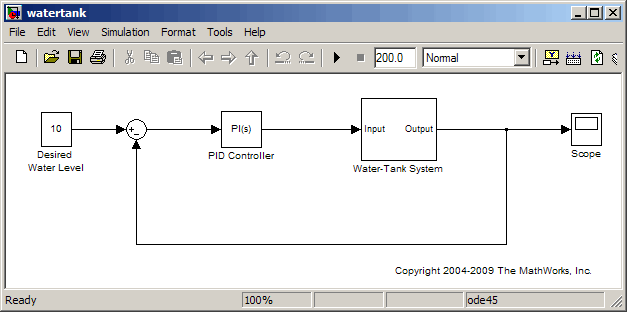 watertank
File Edit View Simulation Format Tools
200.0 Normal
10
Desired
Water Level
+
-
PI(s)
PID Controller
Input Output
Water-Tank System
Scope
Copyright 2004-2009 The MathWorks, Inc.
Ready 100% ode45